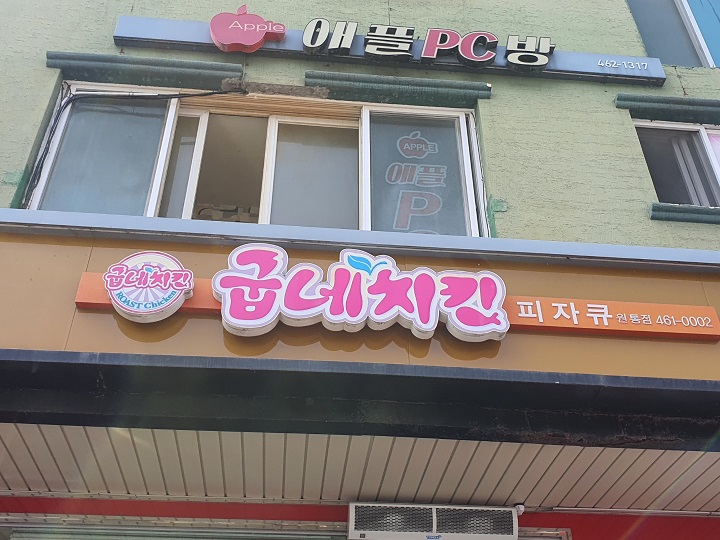 Apple 애플PC방 462-1317
APPLE
애플
P
굽네치킨
ROAST Chicken
굽네치킨 피자큐 원통점 461-0002